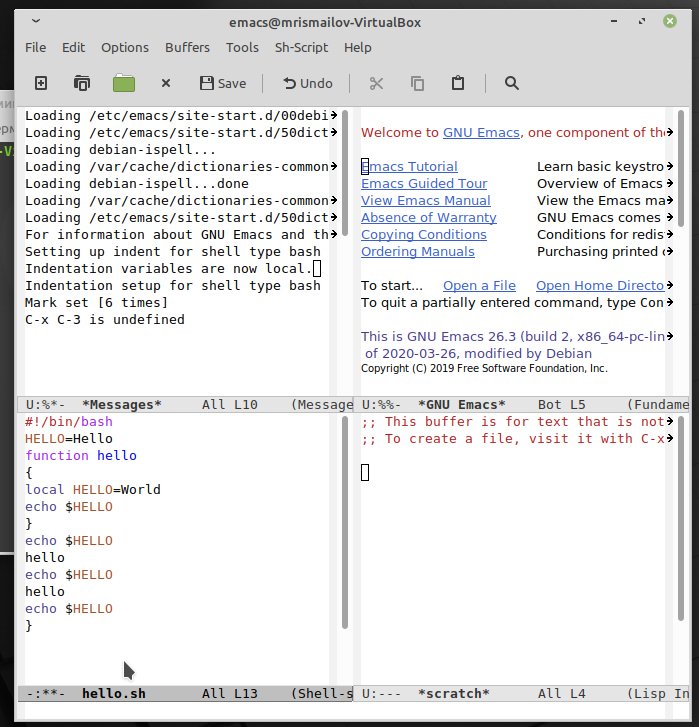 emacs@mrismailov-VirtualBox
File Edit Options Buffers Tools Sh-Script Help
Save Undo
Loading /etc/emacs/site-start.d/00debi
Loading /etc/emacs/site-start.d/50dict
Loading debian-ispell...
Loading /var/cache/dictionaries-common
Loading debian-ispell...done
Loading /var/cache/dictionaries-common
Loading /etc/emacs/site-start.d/50dict
For information about GNU Emacs and th
Setting up indent for shell type bash
Indentation variables are now local.
Indentation setup for shell type bash
Mark set [6 times]
C-x C-3 is undefined
U:%*- *Messages* All L10 (Message
Welcome to GNU Emacs, one component of the
Emacs Tutorial Learn basic keystro
Emacs Guided Tour Overview of Emacs
View Emacs Manual View the Emacs ma
Absence of Warranty GNU Emacs comes
Copying Conditions Conditions for redis
Ordering Manuals Purchasing printed
To start... Open a File Open Home Directo
To quit a partially entered command, type Con
This is GNU Emacs 26.3 (build 2, x86_64-pc-lin
of 2020-03-26, modified by Debian
Copyright (C) 2019 Free Software Foundation, Inc.
U:%%- *GNU Emacs* Bot L5 (Fundame
#!/bin/bash
HELLO=Hello
function hello
{
local HELLO=World
echo $HELLO
}
echo $HELLO
hello
echo $HELLO
hello
echo $HELLO
}
-:**- hello.sh All L13 (Shell-s
;; This buffer is for text that is not
;; To create a file, visit it with C-x
U:--- *scratch* All L4 (Lisp In